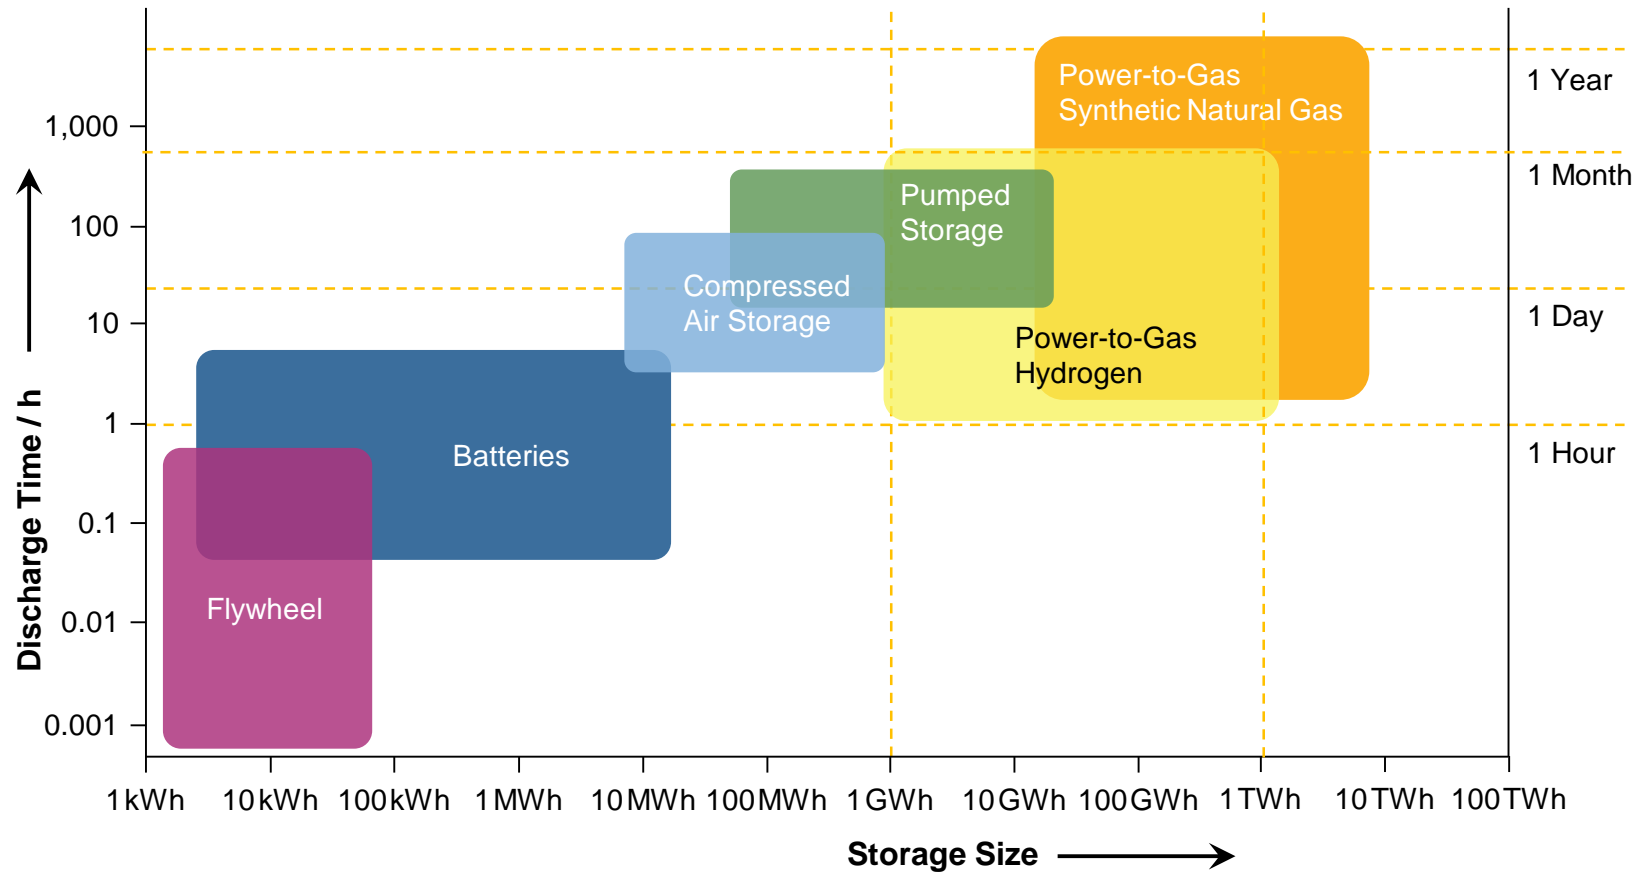 Power-to-Gas
Synthetic Natural Gas
1 Year
1,000
1 Month
Pumped
Storage
100
Compressed
Air Storage
1 Day
10
Power-to-Gas
Hydrogen
1
1 Hour
Batteries
0.1
Flywheel
0.01
0.001
Discharge Time / h
1 kWh 10 kWh 100 kWh 1 MWh 10 MWh 100 MWh 1 GWh 10 GWh 100 GWh 1 TWh 10 TWh 100 TWh
Storage Size